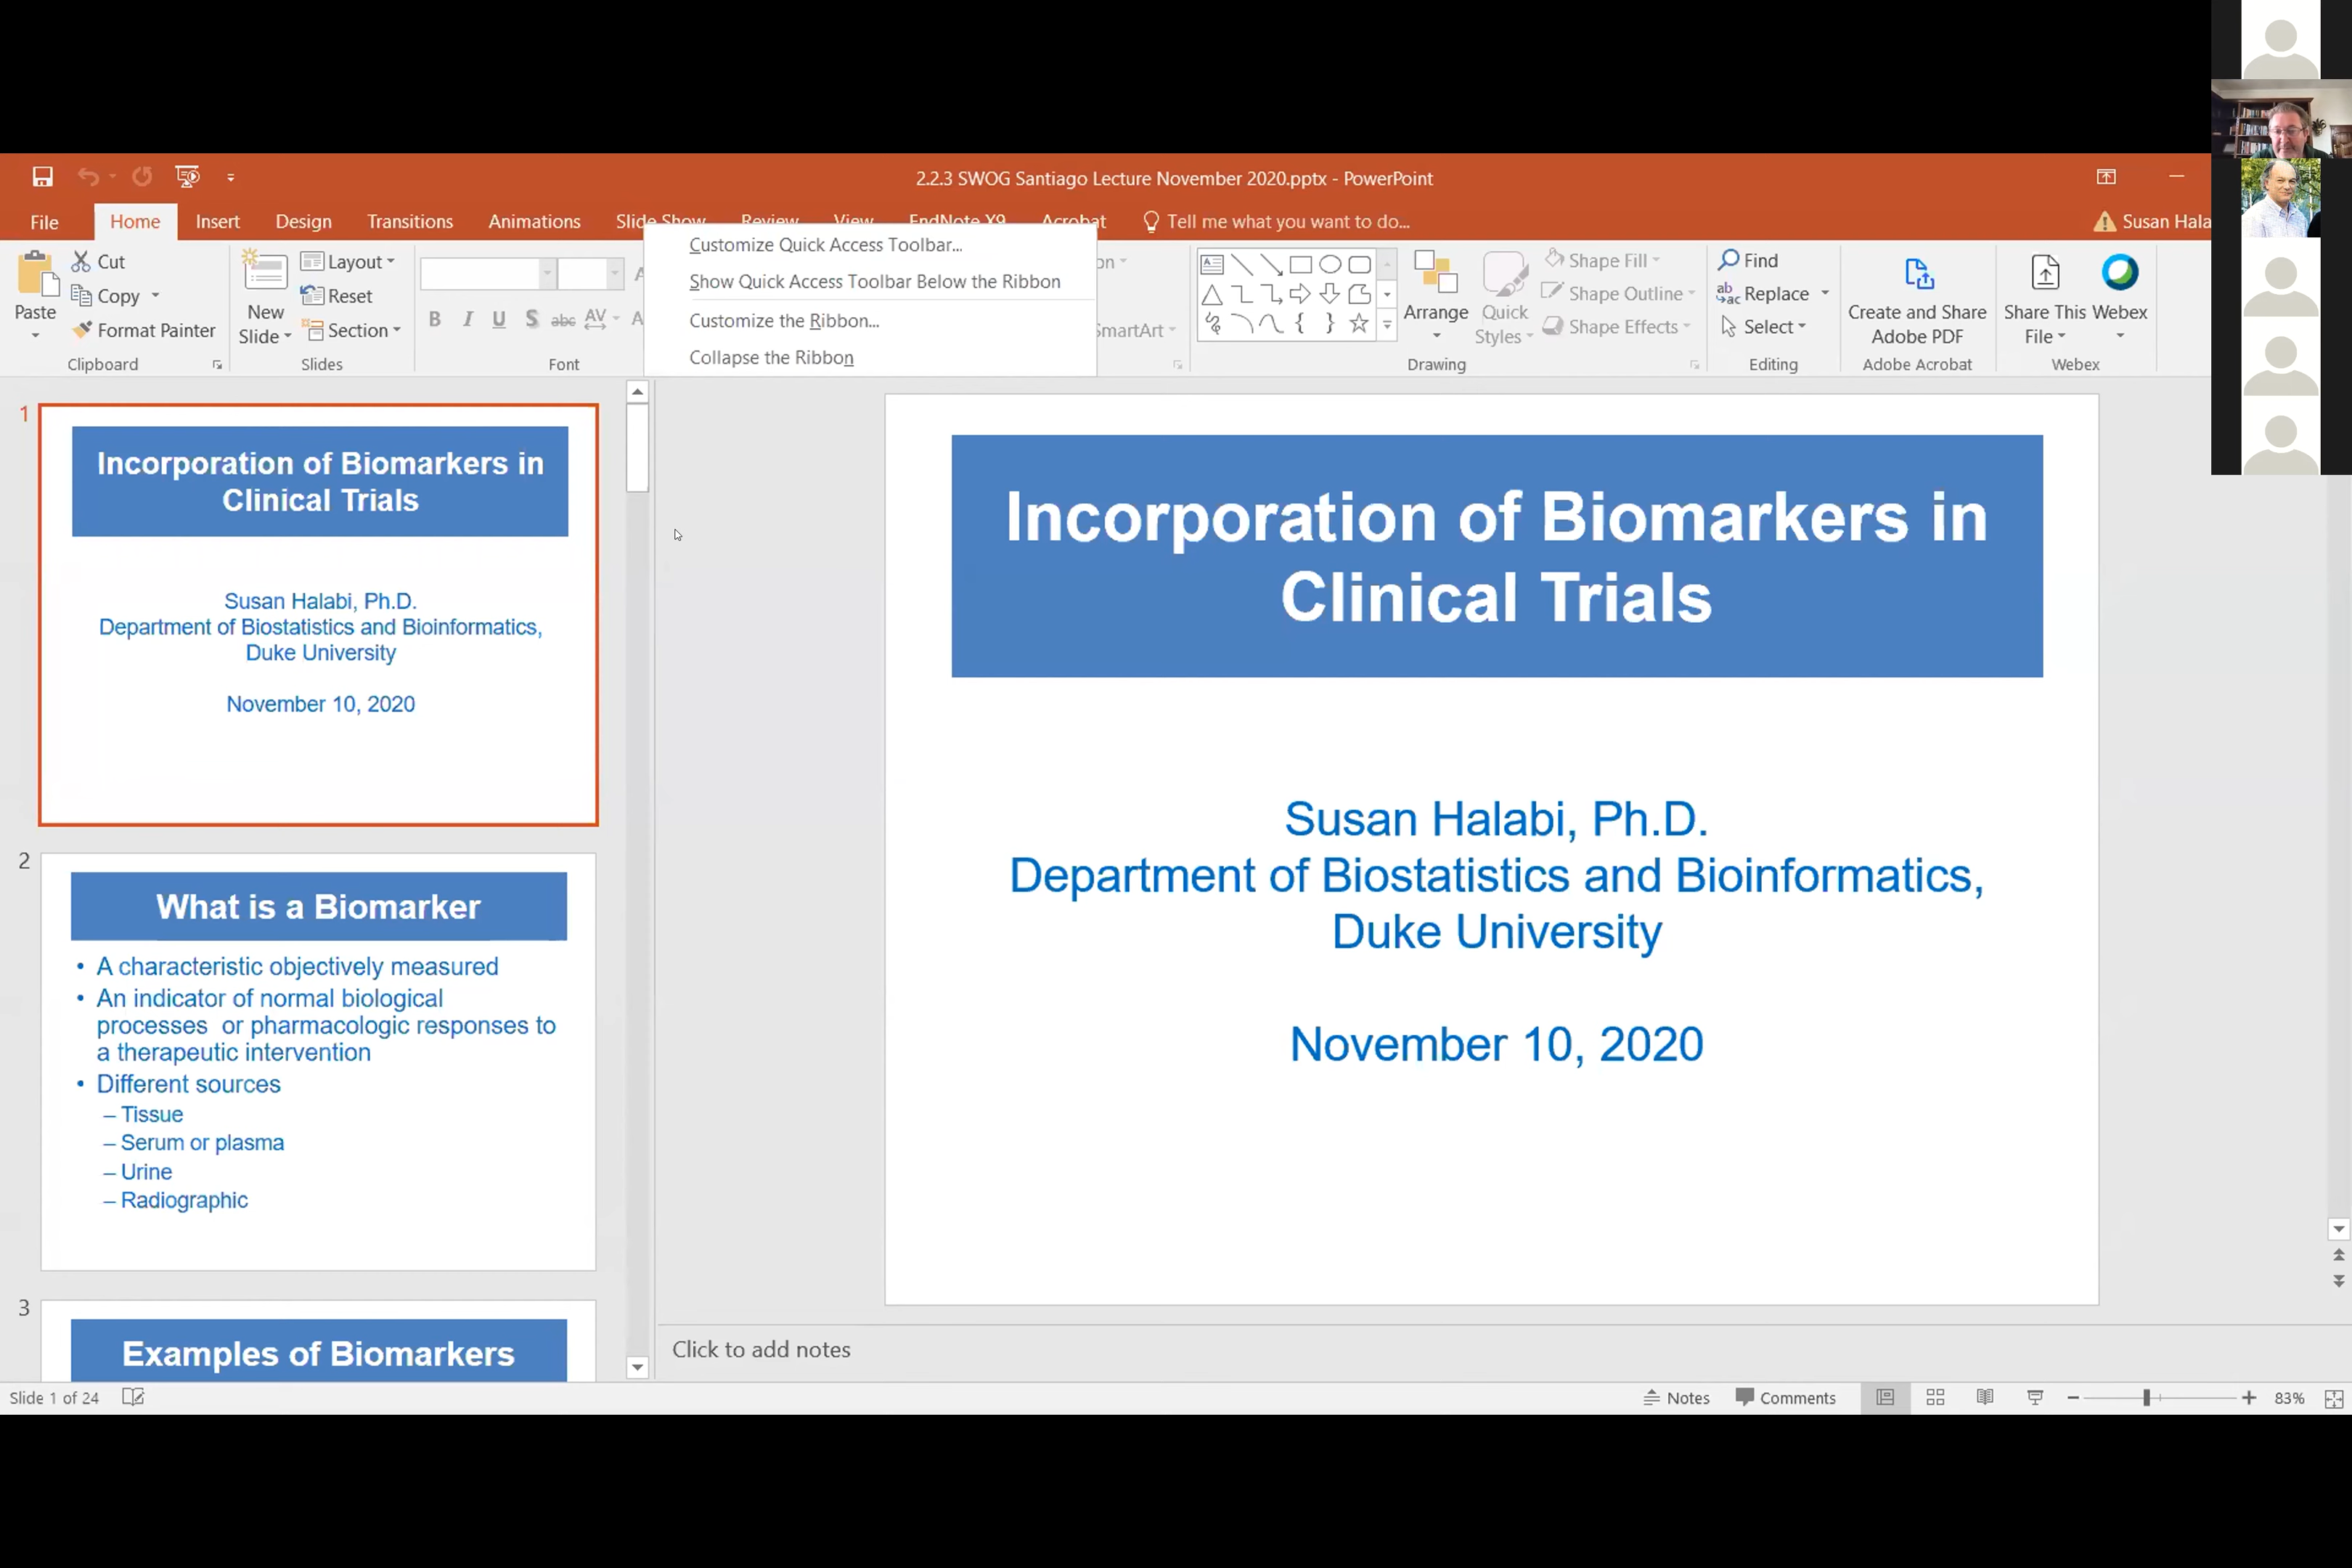 2.2.3 SWOG Santiago Lecture November 2020.pptx - PowerPoint
File Home Insert Design Transitions Animations Slide Show Review View EndNote X9 Acrobat Tell me what you want to do...
Susan Hala
Paste
Cut
Copy
Format Painter
Clipboard
New
Slide
Layout
Reset
Section
Slides
B I U S abc AV
Font
Customize Quick Access Toolbar...
Show Quick Access Toolbar Below the Ribbon
Customize the Ribbon...
Collapse the Ribbon
SmartArt
Arrange
Quick
Styles
Shape Fill
Shape Outline
Shape Effects
Drawing
Find
Replace
Select
Editing
Create and Share
Adobe PDF
Adobe Acrobat
Share This
File
Webex
Webex
1
Incorporation of Biomarkers in
Clinical Trials
Susan Halabi, Ph.D.
Department of Biostatistics and Bioinformatics,
Duke University
November 10, 2020
2
What is a Biomarker
• A characteristic objectively measured
• An indicator of normal biological
processes or pharmacologic responses to
a therapeutic intervention
• Different sources
– Tissue
– Serum or plasma
– Urine
– Radiographic
3
Examples of Biomarkers
Incorporation of Biomarkers in
Clinical Trials
Susan Halabi, Ph.D.
Department of Biostatistics and Bioinformatics,
Duke University
November 10, 2020
Click to add notes
Slide 1 of 24
Notes Comments 83%